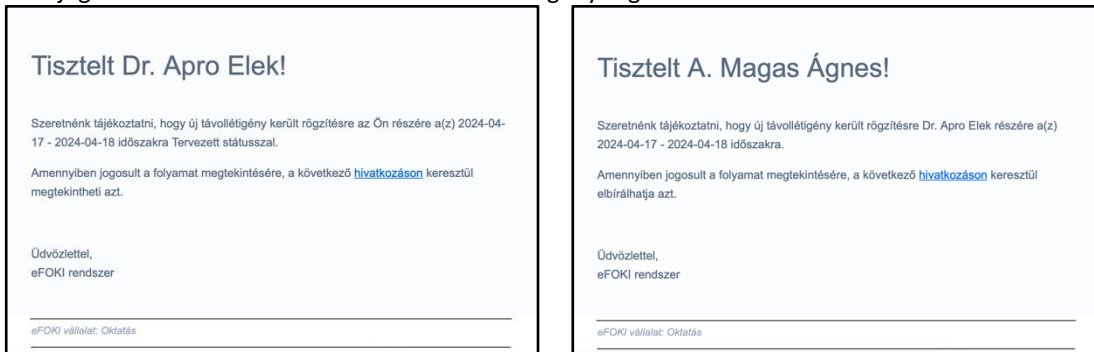 Tisztelt Dr. Apro Elek!
Szeretnénk tájékoztatni, hogy új távollétigény került rögzítésre az Ön részére a(z) 2024-04-
17 - 2024-04-18 időszakra Tervezett státusszal.
Amennyiben jogosult a folyamat megtekintésére, a következő hivatkozáson keresztül
megtekintheti azt.
Üdvözlettel,
eFOKI rendszer
eFOKI vállalat: Oktatás
Tisztelt A. Magas Ágnes!
Szeretnénk tájékoztatni, hogy új távollétigény került rögzítésre Dr. Apro Elek részére a(z)
2024-04-17 - 2024-04-18 időszakra.
Amennyiben jogosult a folyamat megtekintésére, a következő hivatkozáson keresztül
elbírálhatja azt.
Üdvözlettel,
eFOKI rendszer
eFOKI vállalat: Oktatás